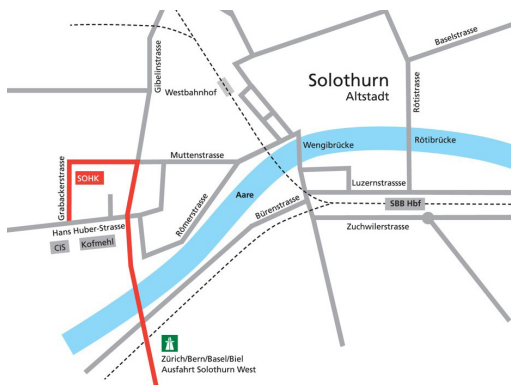 Baselstrasse
Gibelinstrasse
Westbahnhof
Solothurn
Altstadt
Rötistrasse
Wengibrücke
Rötibrücke
Muttenstrasse
Grabackerstrasse
SOHK
Luzernstrassse
Aare
Römerstrasse
Bürenstrasse
SBB Hbf
Hans Huber-Strasse
Zuchwilerstrasse
CIS
Kofmehl
Zürich/Bern/Basel/Biel
Ausfahrt Solothurn West